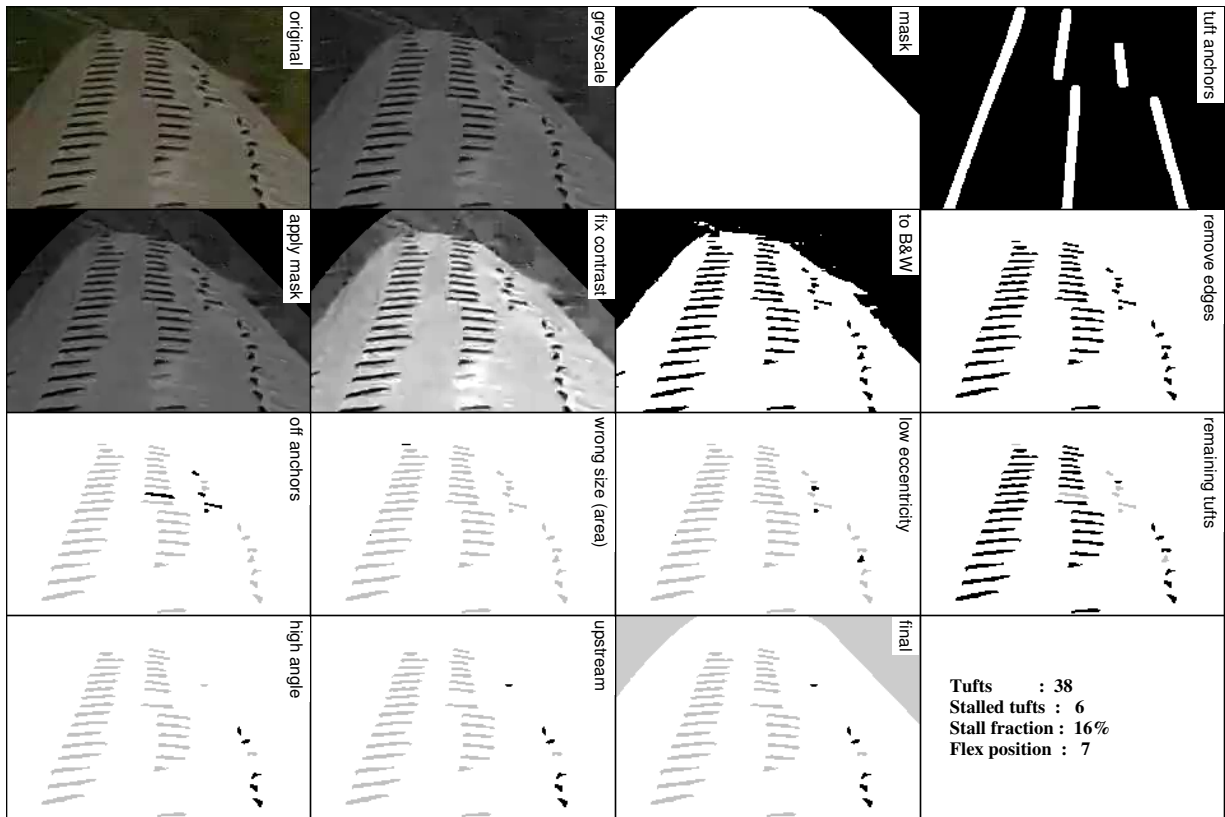 original
greyscale
mask
tuft anchors
apply mask
fix contrast
to B&W
remove edges
off anchors
wrong size (area)
low eccentricity
remaining tufts
high angle
upstream
final
Tufts : 38
Stalled tufts : 6
Stall fraction : 16%
Flex position : 7